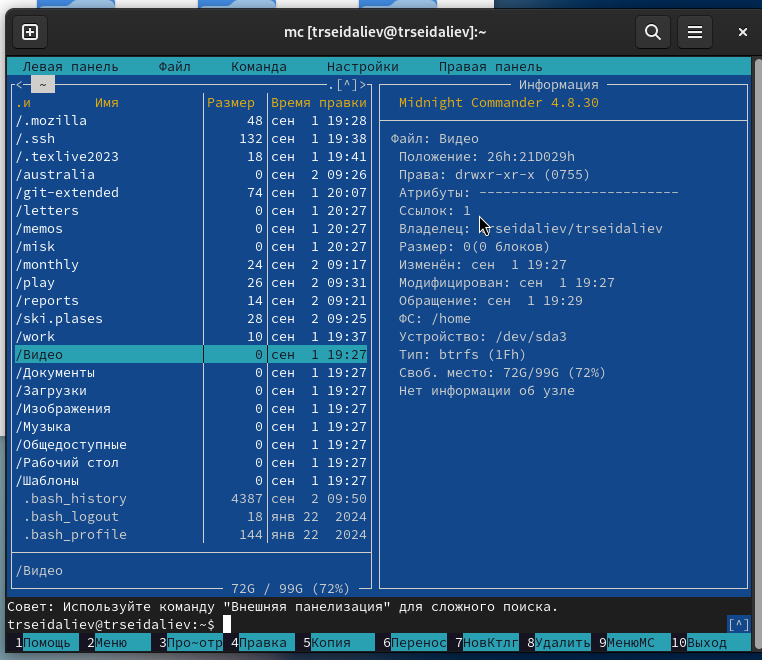 mc [trseidaliev@trseidaliev]:~
Левая панель Файл Команда Настройки Правая панель
<─ ~ .[^]>
.и Имя Размер Время правки
/.mozilla 48 сен 1 19:28
/.ssh 132 сен 1 19:38
/.texlive2023 18 сен 1 19:41
/australia 0 сен 2 09:26
/git-extended 74 сен 1 20:07
/letters 0 сен 1 20:27
/memos 0 сен 1 20:27
/misk 0 сен 1 20:27
/monthly 24 сен 2 09:17
/play 26 сен 2 09:31
/reports 14 сен 2 09:21
/ski.plases 28 сен 2 09:25
/work 10 сен 1 19:37
/Видео 0 сен 1 19:27
/Документы 0 сен 1 19:27
/Загрузки 0 сен 1 19:27
/Изображения 0 сен 1 19:27
/Музыка 0 сен 1 19:27
/Общедоступные 0 сен 1 19:27
/Рабочий стол 0 сен 1 19:27
/Шаблоны 0 сен 1 19:27
.bash_history 4387 сен 2 09:50
.bash_logout 18 янв 22 2024
.bash_profile 144 янв 22 2024
/Видео
72G / 99G (72%)
Информация
Midnight Commander 4.8.30
Файл: Видео
Положение: 26h:21D029h
Права: drwxr-xr-x (0755)
Атрибуты: -------------------------
Ссылок: 1
Владелец: trseidaliev/trseidaliev
Размер: 0(0 блоков)
Изменён: сен 1 19:27
Модифицирован: сен 1 19:27
Обращение: сен 1 19:29
ФС: /home
Устройство: /dev/sda3
Тип: btrfs (1Fh)
Своб. место: 72G/99G (72%)
Нет информации об узле
Совет: Используйте команду "Внешняя панелизация" для сложного поиска.
trseidaliev@trseidaliev:~$ [^]
1Помощь 2Меню 3Про~отр 4Правка 5Копия 6Перенос 7НовКтлг 8Удалить 9МенюMC 10Выход